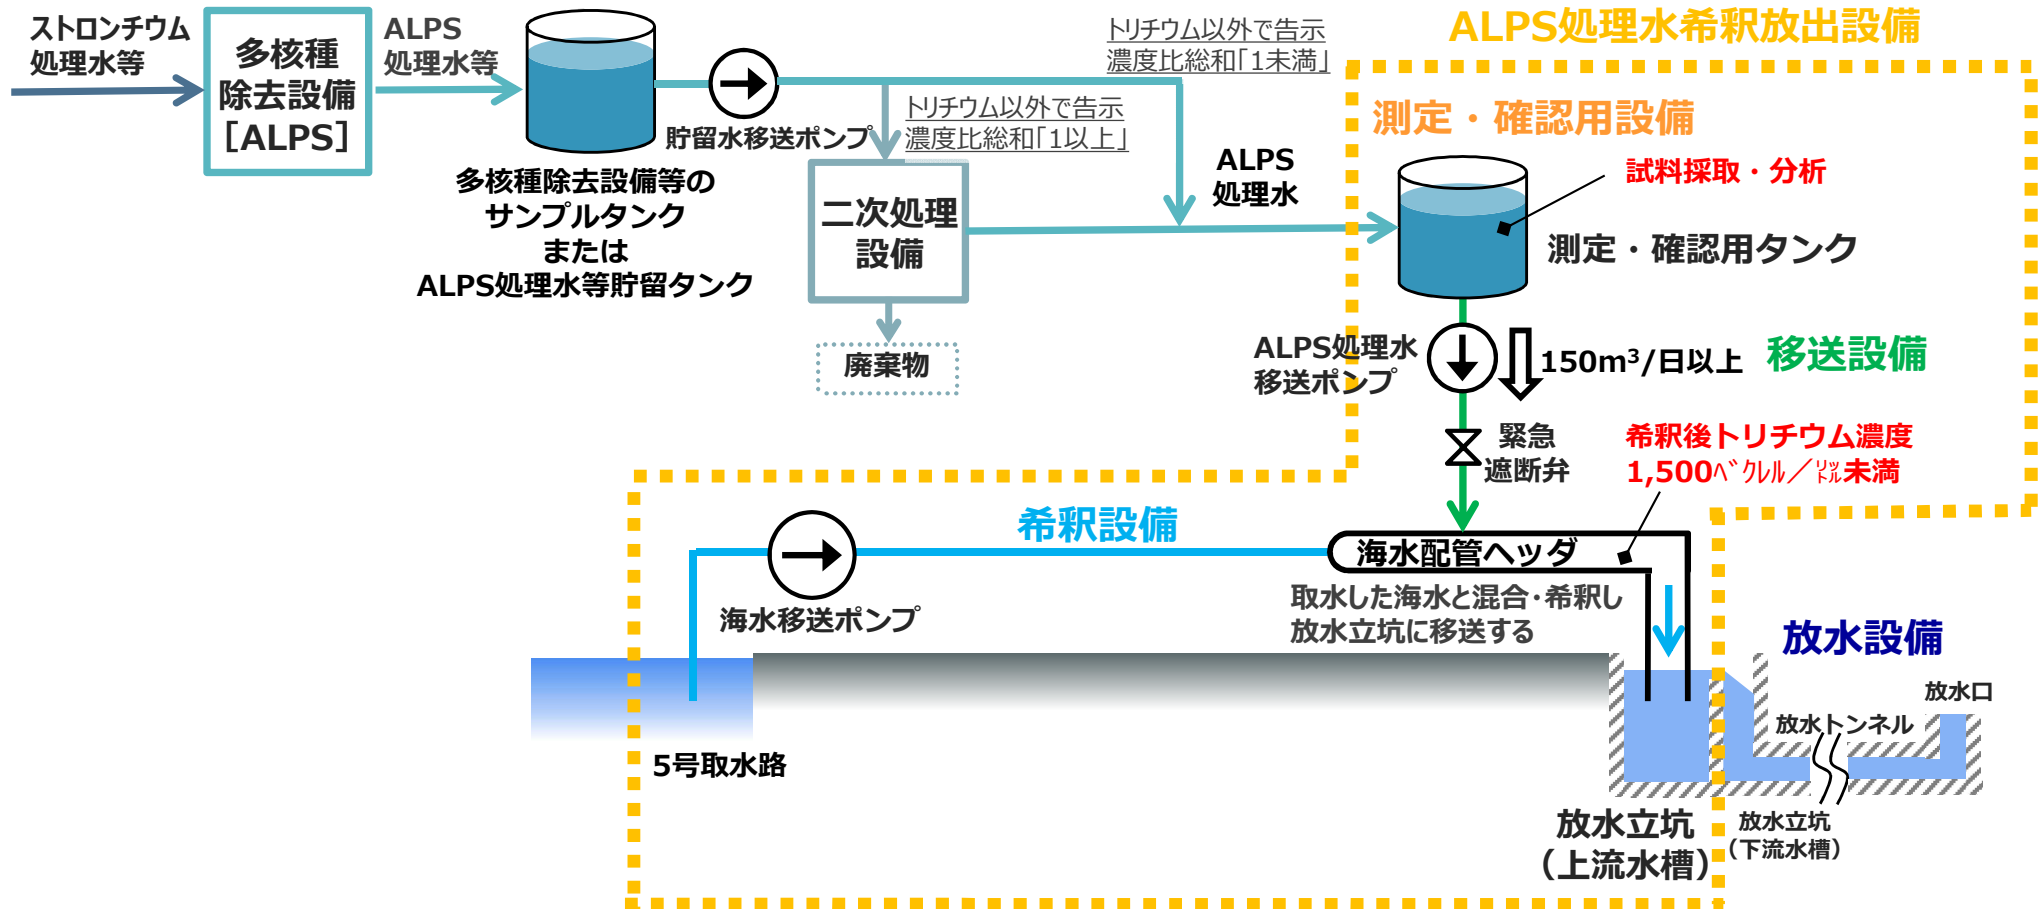 ストロンチウム
処理水等
多核種
除去設備
［ALPS］
ALPS
処理水等
貯留水移送ポンプ
多核種除去設備等の
サンプルタンク
または
ALPS処理水等貯留タンク
トリチウム以外で告示
濃度比総和「1未満」
トリチウム以外で告示
濃度比総和「1以上」
二次処理
設備
廃棄物
ALPS
処理水
ALPS処理水希釈放出設備
測定・確認用設備
試料採取・分析
測定・確認用タンク
ALPS処理水
移送ポンプ
150m³/日以上
移送設備
緊急
遮断弁
希釈後トリチウム濃度
1,500ﾍﾞｸﾚﾙ／㍑未満
希釈設備
海水移送ポンプ
海水配管ヘッダ
取水した海水と混合・希釈し
放水立坑に移送する
放水設備
放水口
放水トンネル
5号取水路
放水立坑
（上流水槽）
放水立坑
（下流水槽）